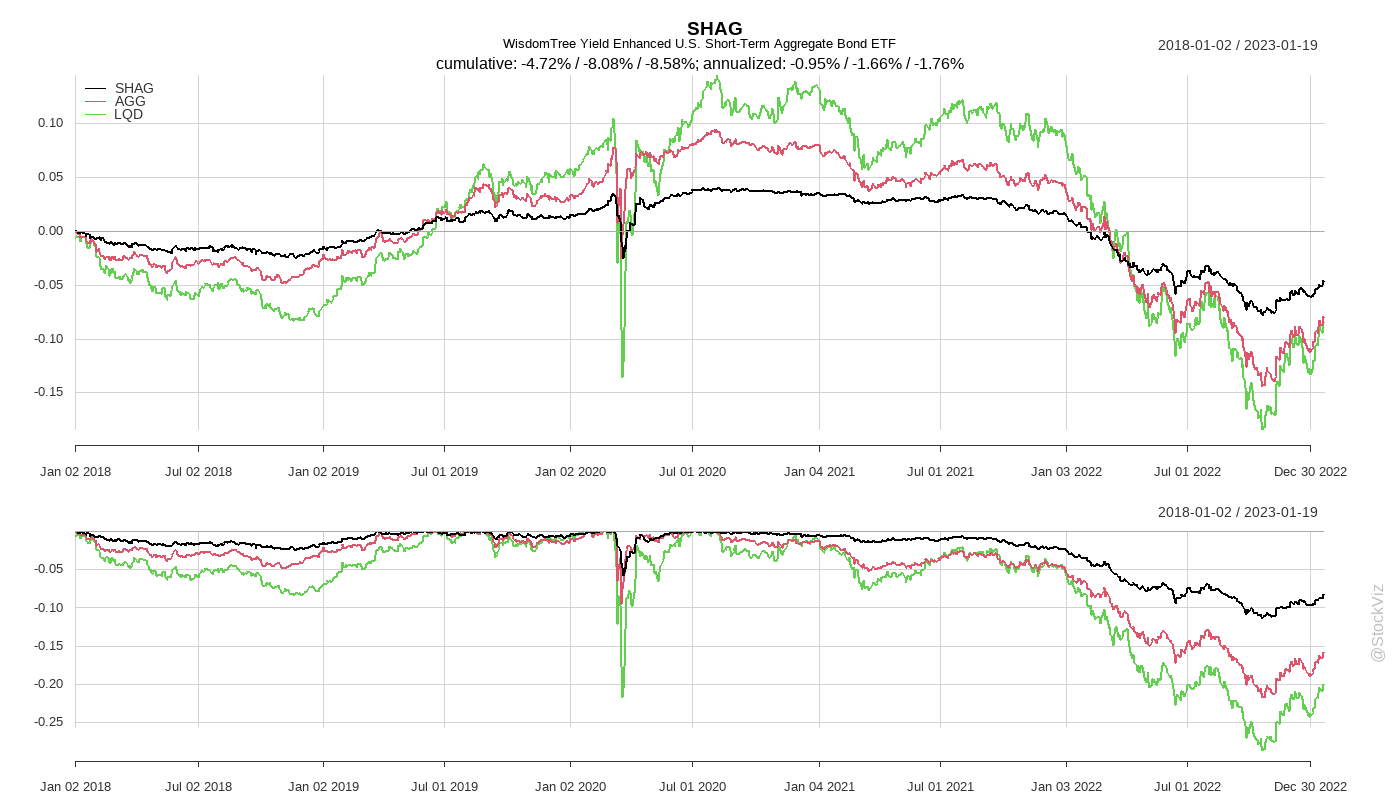 SHAG
WisdomTree Yield Enhanced U.S. Short-Term Aggregate Bond ETF
2018-01-02 / 2023-01-19
cumulative: -4.72% / -8.08% / -8.58%; annualized: -0.95% / -1.66% / -1.76%
SHAG
AGG
LQD
0.10
0.05
0.00
-0.05
-0.10
-0.15
Jan 02 2018 Jul 02 2018 Jan 02 2019 Jul 01 2019 Jan 02 2020 Jul 01 2020 Jan 04 2021 Jul 01 2021 Jan 03 2022 Jul 01 2022 Dec 30 2022
2018-01-02 / 2023-01-19
-0.05
-0.10
-0.15
-0.20
-0.25
Jan 02 2018 Jul 02 2018 Jan 02 2019 Jul 01 2019 Jan 02 2020 Jul 01 2020 Jan 04 2021 Jul 01 2021 Jan 03 2022 Jul 01 2022 Dec 30 2022
@StockViz